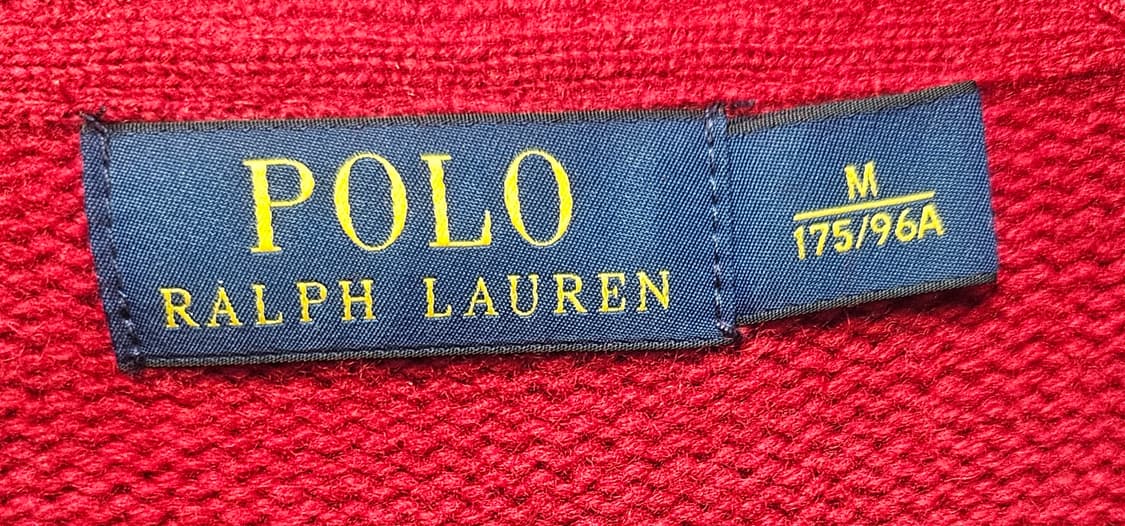 POLO
RALPH LAUREN
M
175/96A